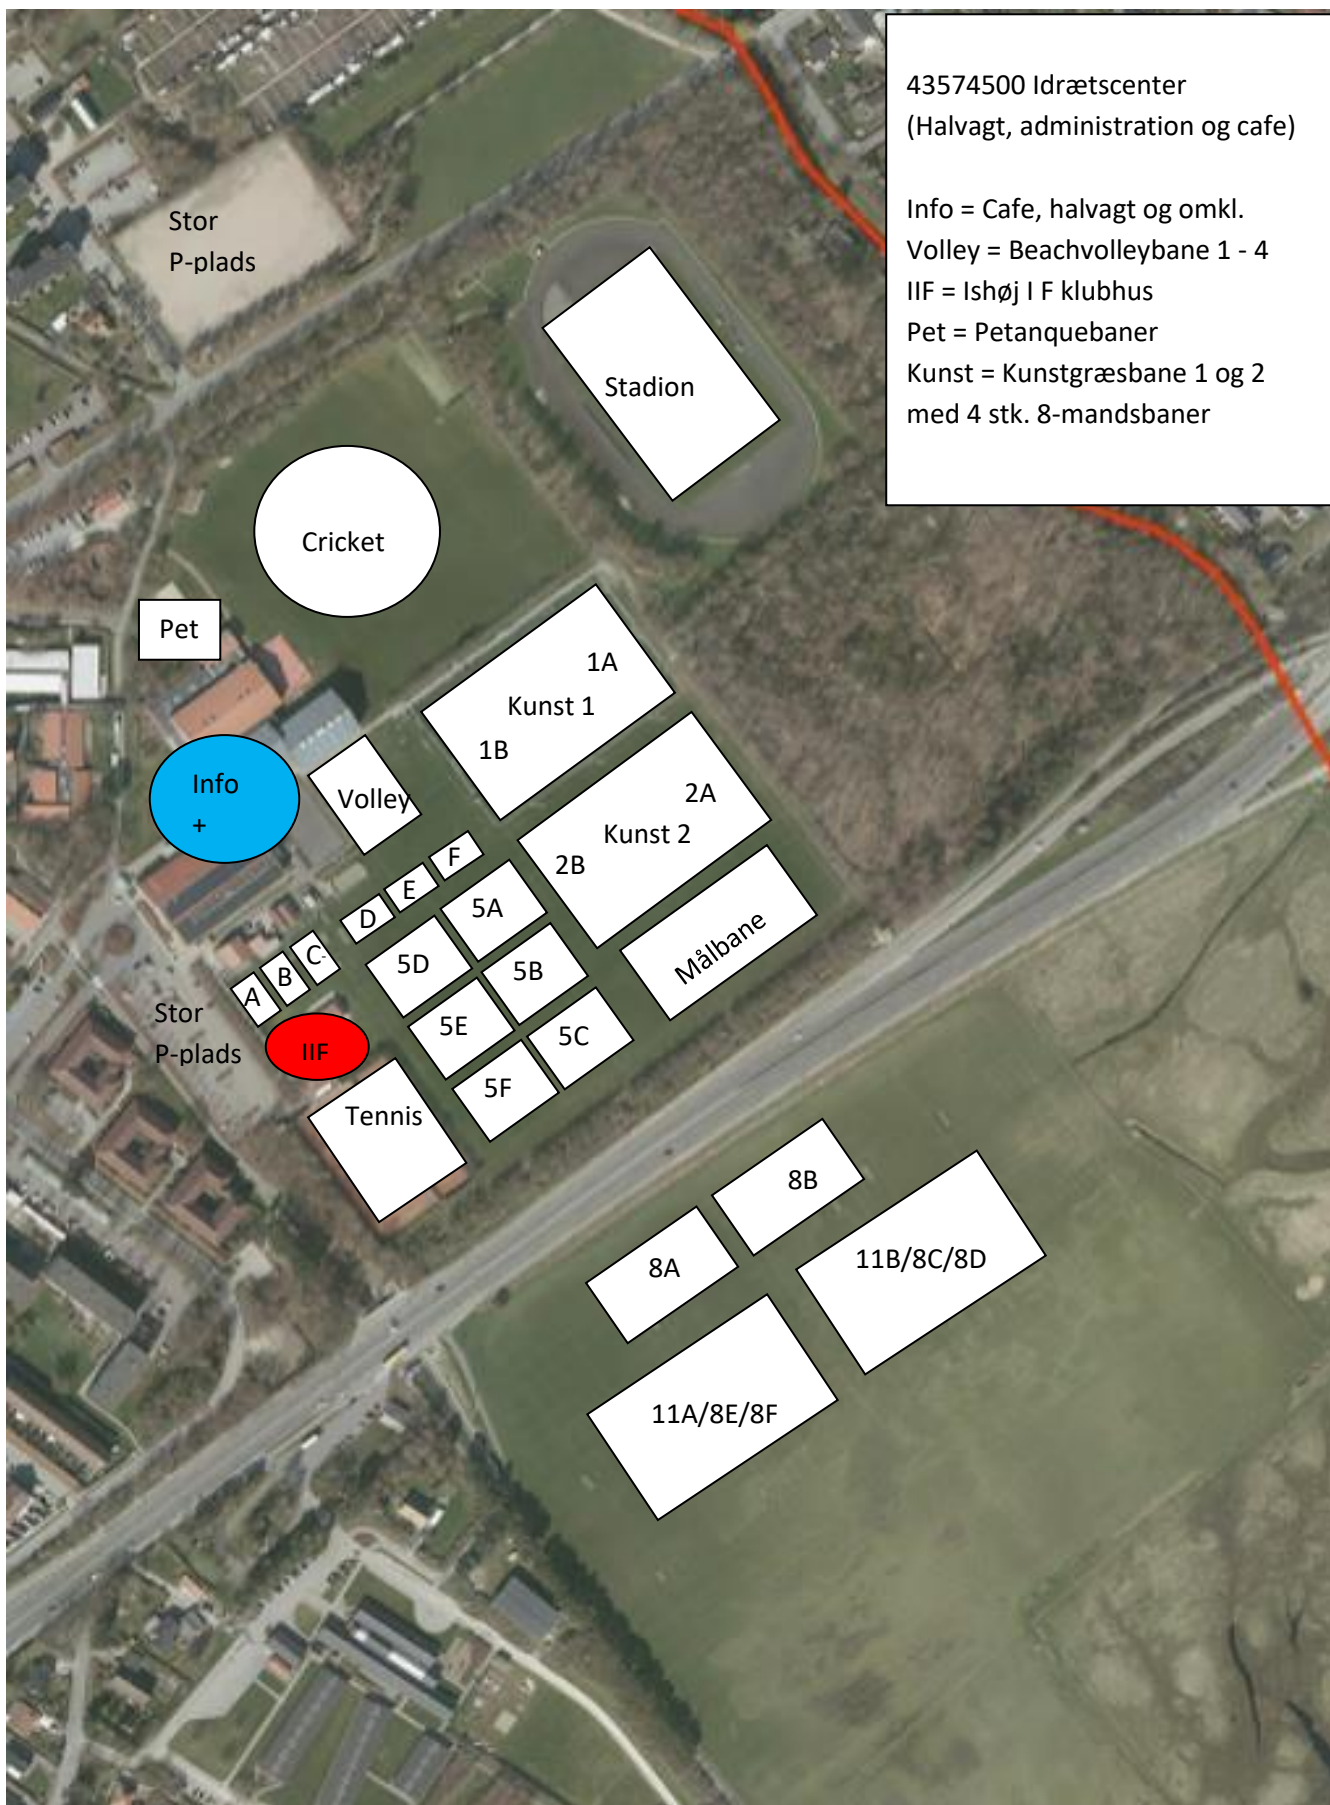 43574500 Idrætscenter
(Halvagt, administration og cafe)
Info = Cafe, halvagt og omkl.
Volley = Beachvolleybane 1 - 4
IIF = Ishøj I F klubhus
Pet = Petanquebaner
Kunst = Kunstgræsbane 1 og 2
med 4 stk. 8-mandsbaner
Stor
P-plads
Stadion
Cricket
Pet
1A
Kunst 1
1B
Info
+
Volley
2A
Kunst 2
2B
F
E
D
5A
5D
5B
Målbane
C
B
A
5E
5C
Stor
P-plads
IIF
5F
Tennis
8B
8A
11B/8C/8D
11A/8E/8F